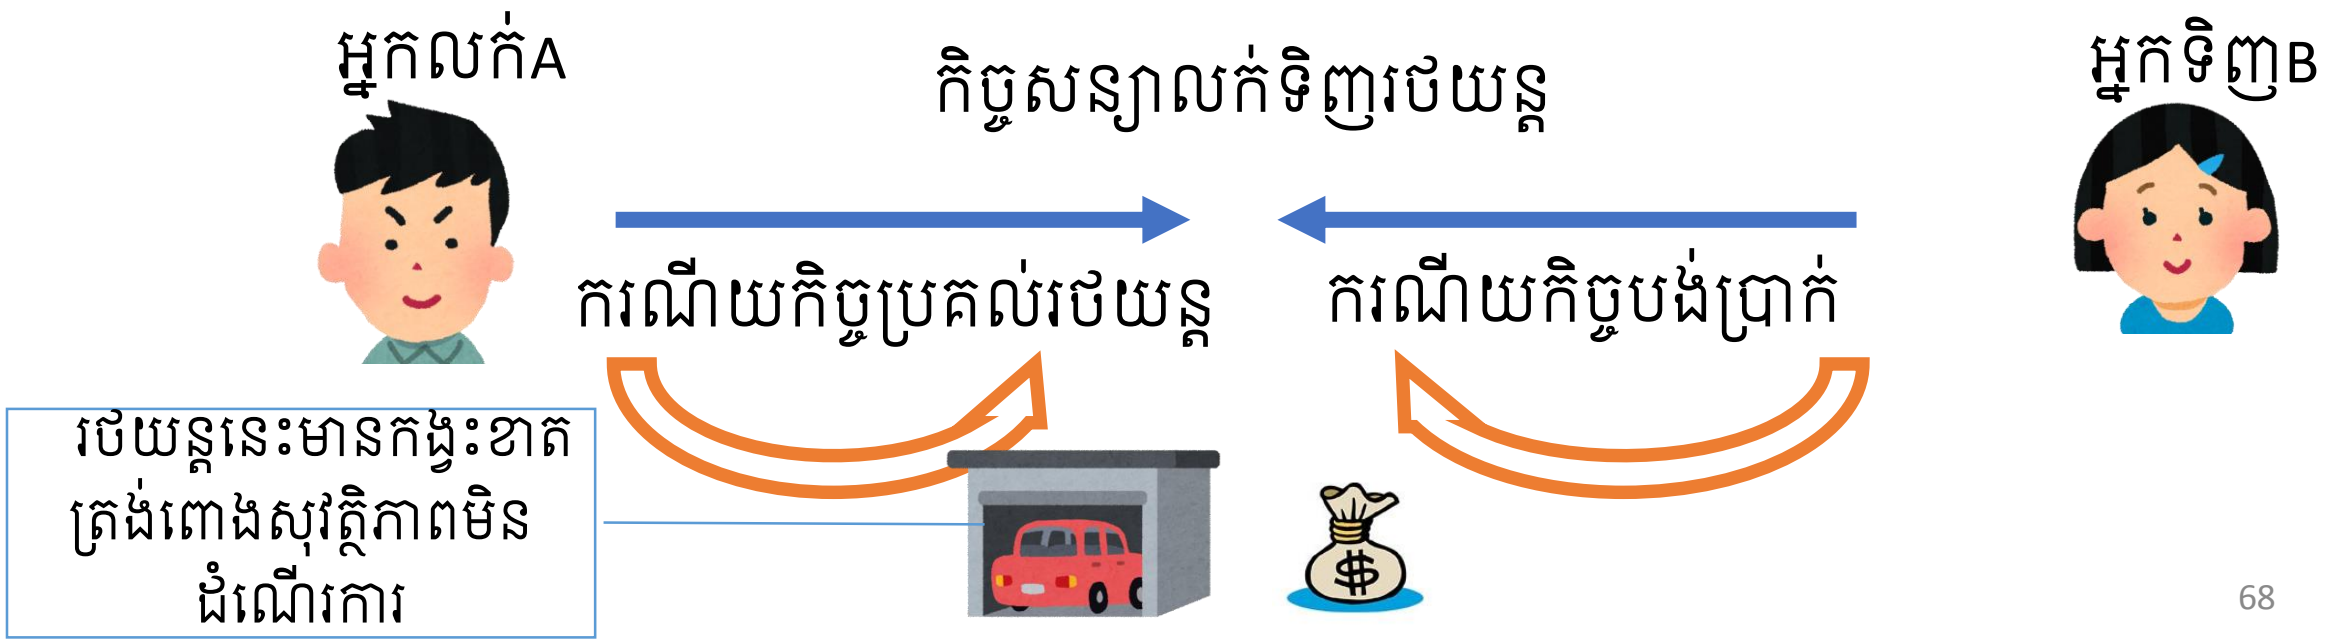 អ្នកលក់A
អ្នកទិញB
កិច្ចសន្យាលក់ទិញរថយន្ត
ករណីយកិច្ចប្រគល់រថយន្ត
ករណីយកិច្ចបង់ប្រាក់
រថយន្តនេះមានកង្វះខាត
ត្រង់ពោងសុវត្ថិភាពមិន
ដំណើរការ
68